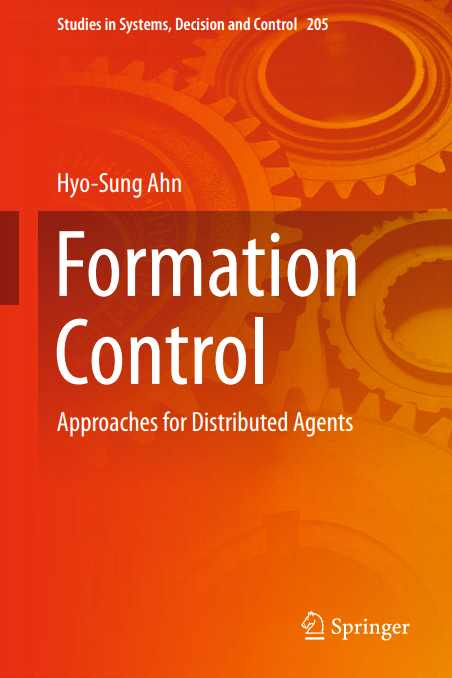 Studies in Systems, Decision and Control 205
Hyo-Sung Ahn
Formation
Control
Approaches for Distributed Agents
Springer